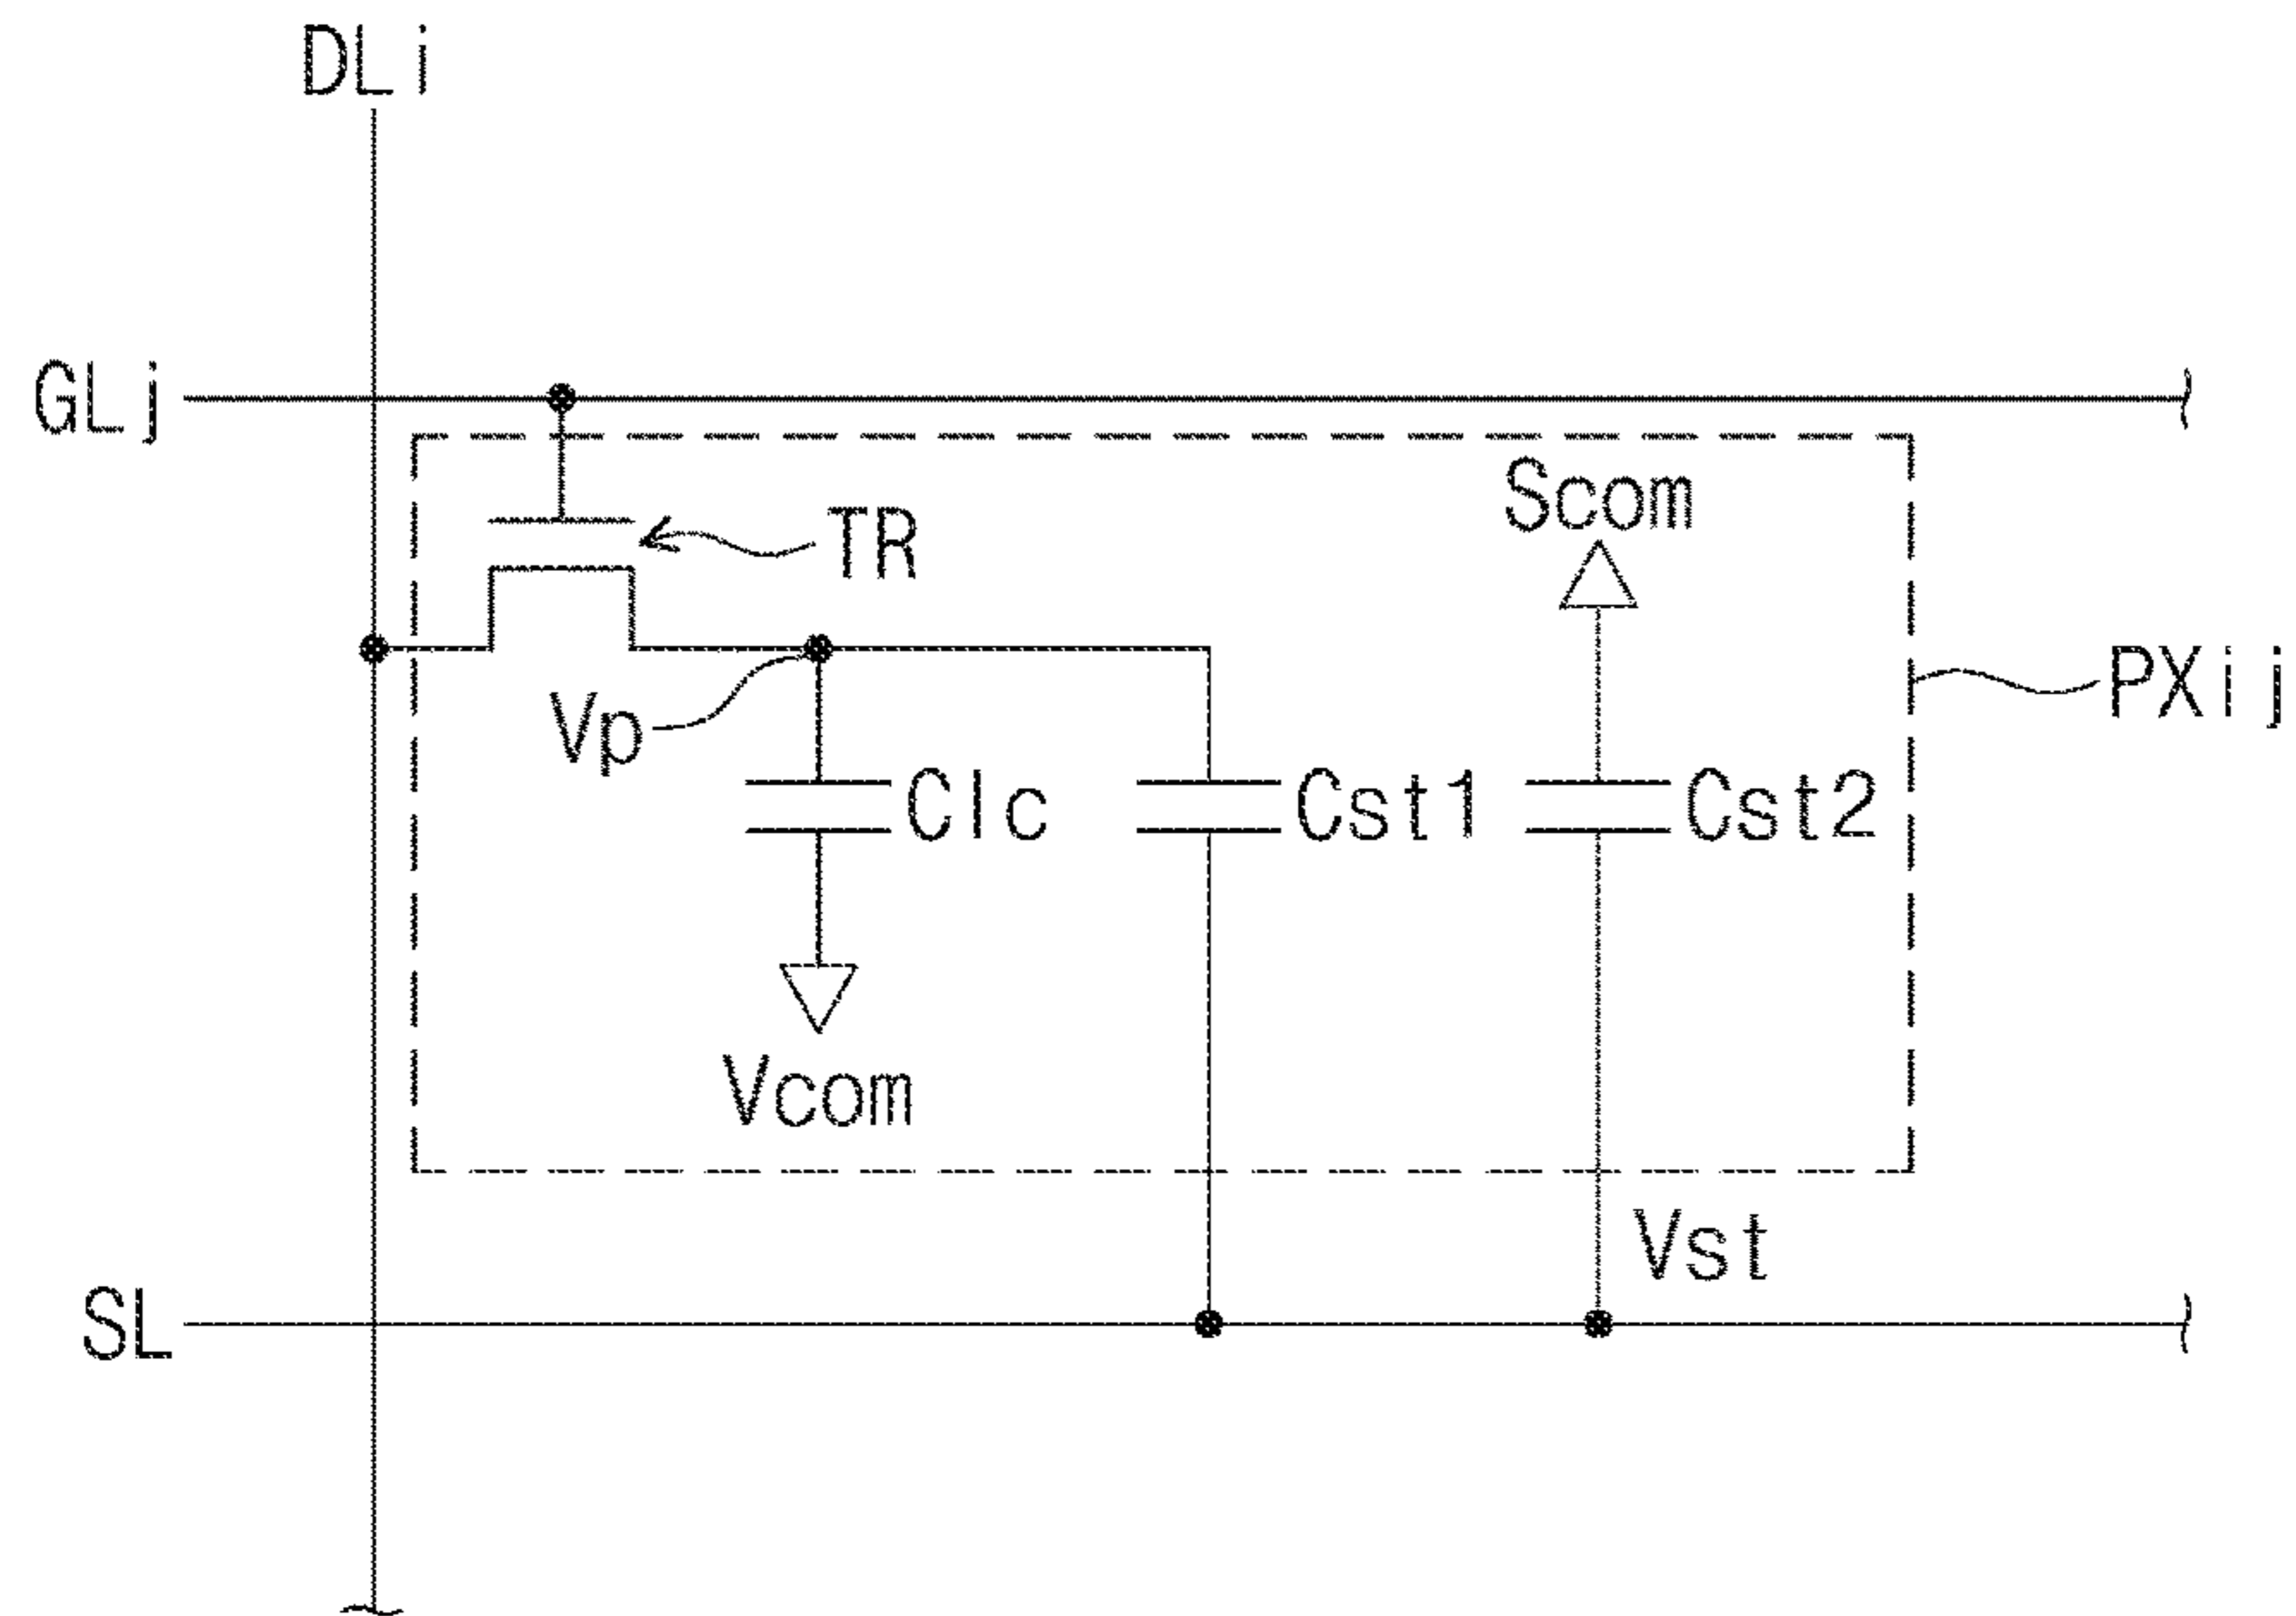 DLi
GLj
Scom
TR
PXij
Vp
Clc
Cst1
Cst2
Vcom
Vst
SL